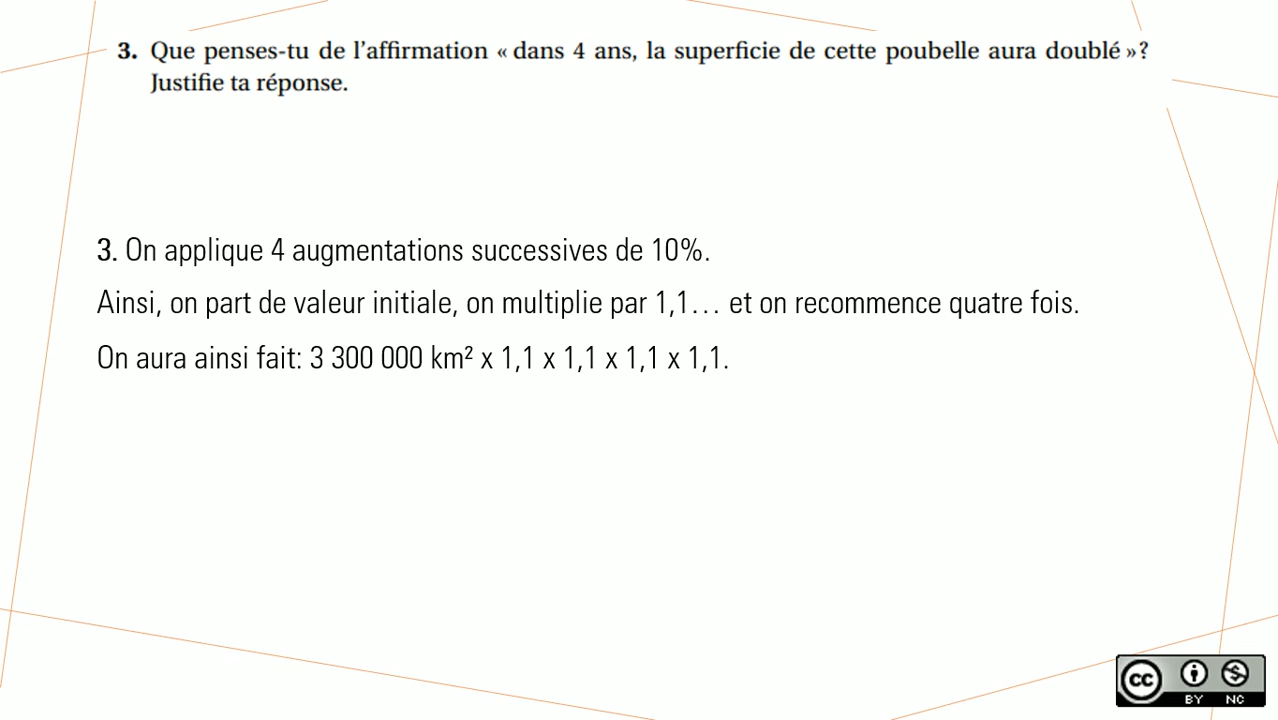 3. Que penses-tu de l’affirmation « dans 4 ans, la superficie de cette poubelle aura doublé » ?
Justifie ta réponse.
3. On applique 4 augmentations successives de 10%.
Ainsi, on part de valeur initiale, on multiplie par 1,1… et on recommence quatre fois.
On aura ainsi fait: 3 300 000 km² x 1,1 x 1,1 x 1,1 x 1,1.
cc
BY NC